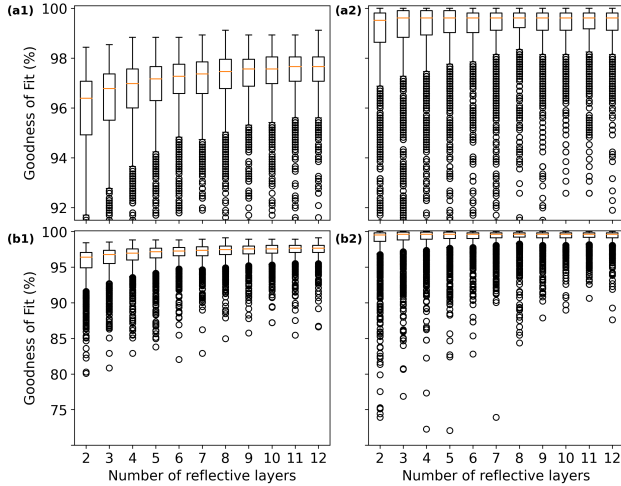 (a1)
(a2)
Goodness of Fit (%)
100
98
96
94
92
(b1)
(b2)
Goodness of Fit (%)
100
95
90
85
80
75
2 3 4 5 6 7 8 9 10 11 12
2 3 4 5 6 7 8 9 10 11 12
Number of reflective layers
Number of reflective layers